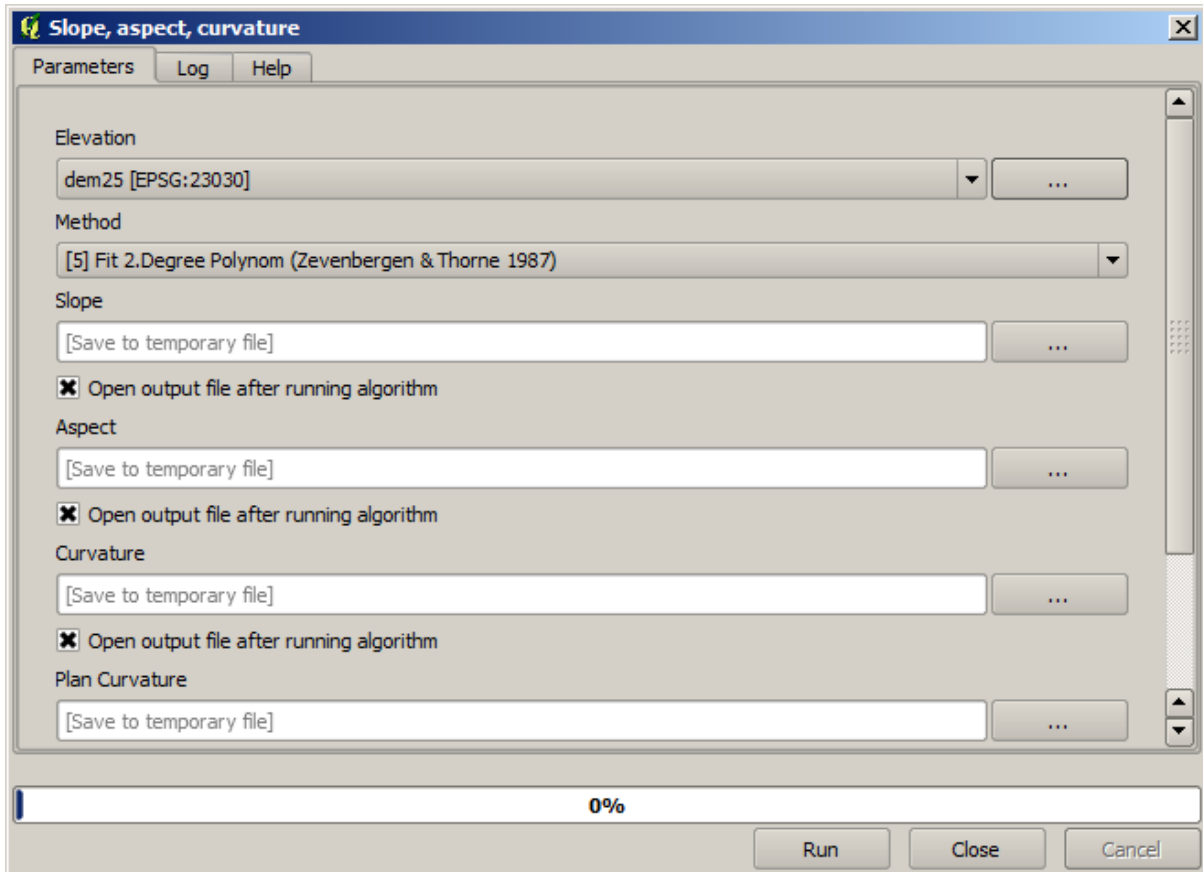 Slope, aspect, curvature
Parameters Log Help
Elevation
dem25 [EPSG:23030] ...
Method
[5] Fit 2.Degree Polynom (Zevenbergen & Thorne 1987)
Slope
[Save to temporary file] ...
Open output file after running algorithm
Aspect
[Save to temporary file] ...
Open output file after running algorithm
Curvature
[Save to temporary file] ...
Open output file after running algorithm
Plan Curvature
[Save to temporary file] ...
0%
Run Close Cancel